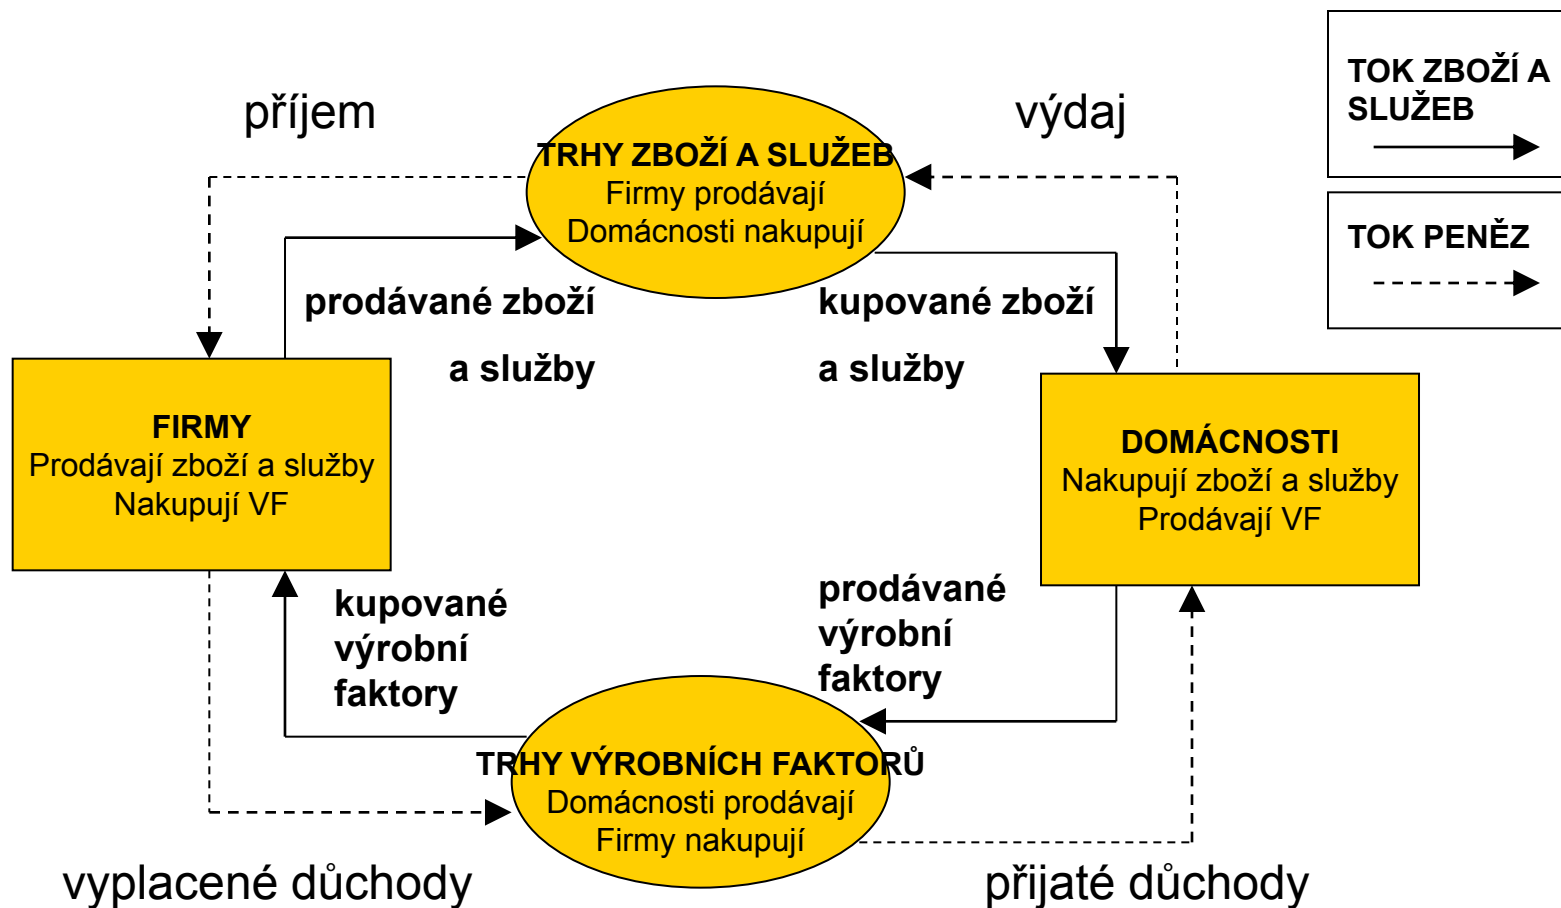 příjem
výdaj
TOK ZBOŽÍ A
SLUŽEB
TRHY ZBOŽÍ A SLUŽEB
Firmy prodávají
Domácnosti nakupují
TOK PENĚZ
prodávané zboží
a služby
kupované zboží
a služby
FIRMY
Prodávají zboží a služby
Nakupují VF
DOMÁCNOSTI
Nakupují zboží a služby
Prodávají VF
kupované
výrobní
faktory
prodávané
výrobní
faktory
TRHY VÝROBNÍCH FAKTORŮ
Domácnosti prodávají
Firmy nakupují
vyplacené důchody
přijaté důchody